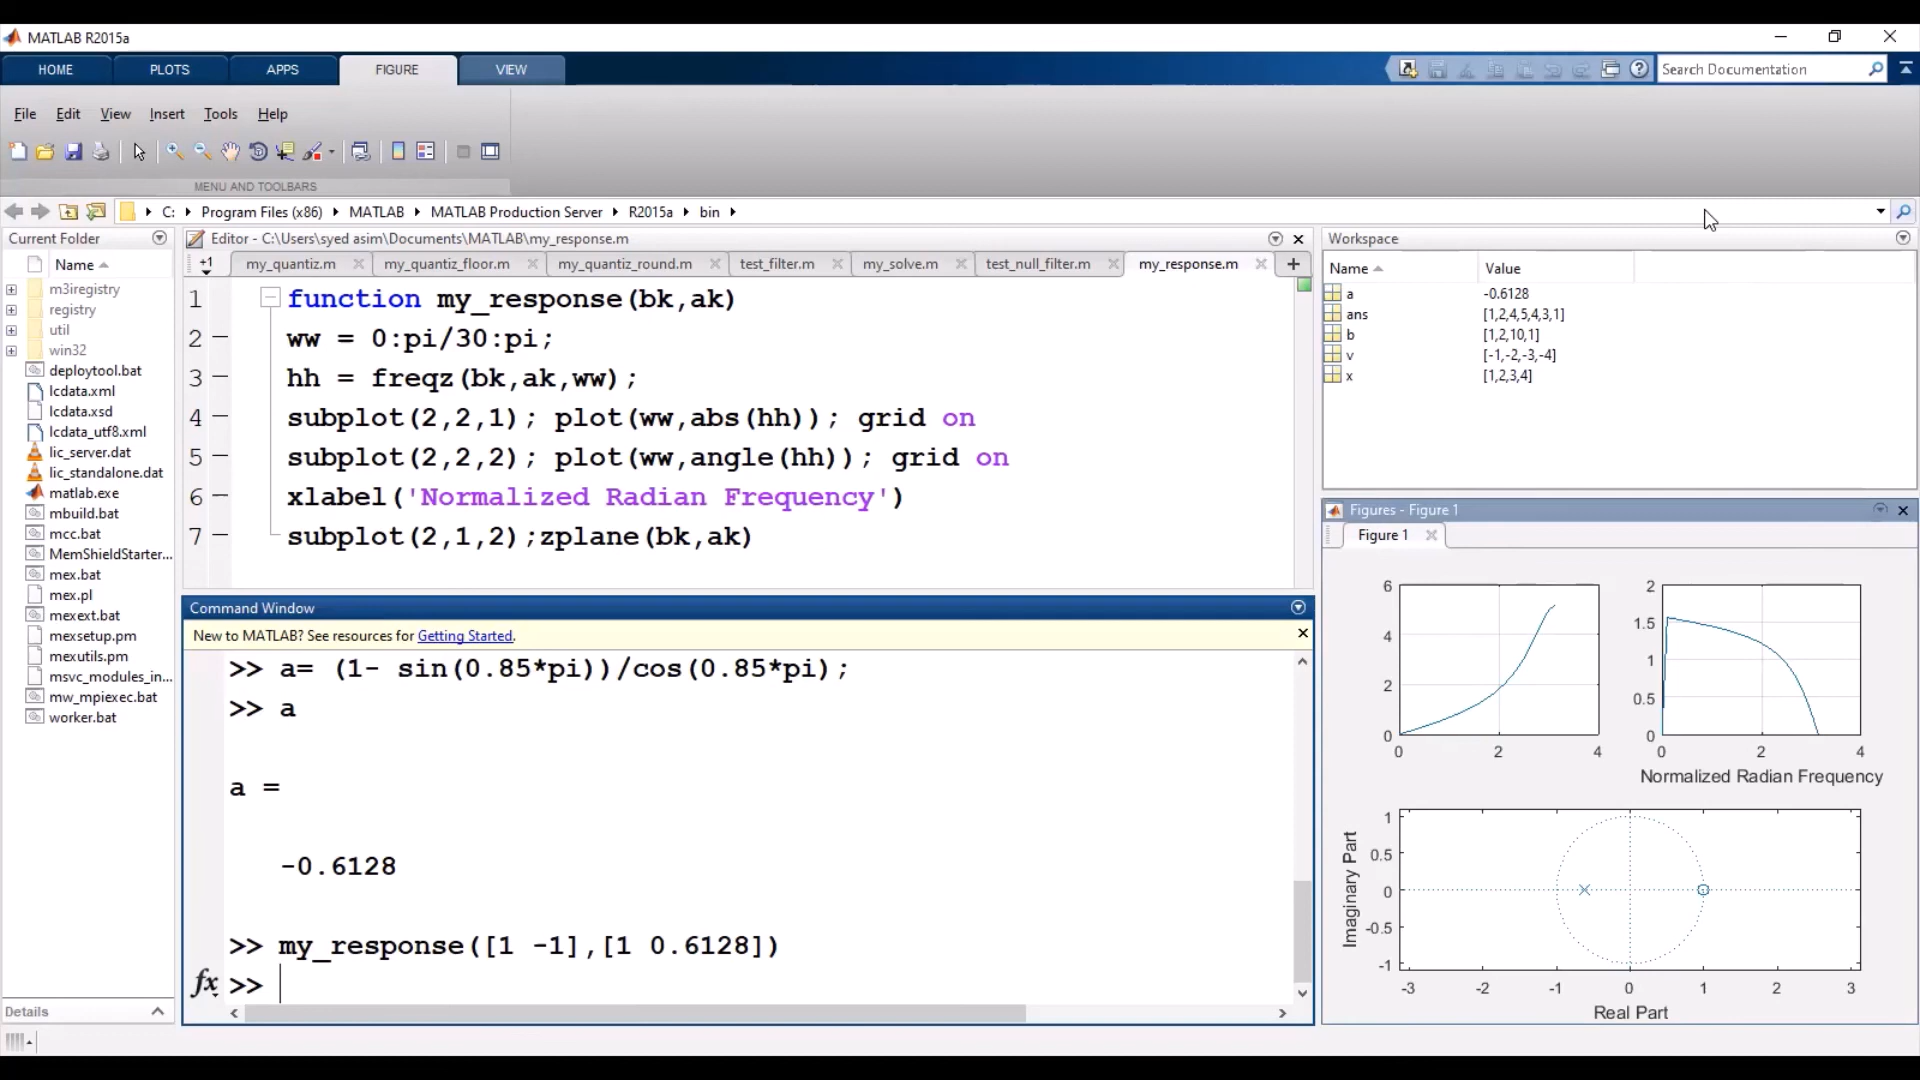 MATLAB R2015a
HOME PLOTS APPS FIGURE VIEW
Search Documentation
File Edit View Insert Tools Help
MENU AND TOOLBARS
C: Program Files (x86) MATLAB MATLAB Production Server R2015a bin
Current Folder
Name
m3iregistry
registry
util
win32
deploytool.bat
lcdata.xml
lcdata.xsd
lcdata_utf8.xml
lic_server.dat
lic_standalone.dat
matlab.exe
mbuild.bat
mcc.bat
MemShieldStarter...
mex.bat
mex.pl
mexext.bat
mexsetup.pm
mexutils.pm
msvc_modules_in...
mw_mpiexec.bat
worker.bat
Details
Editor - C:\Users\syed asim\Documents\MATLAB\my_response.m
+1 my_quantiz.m my_quantiz_floor.m my_quantiz_round.m test_filter.m my_solve.m test_null_filter.m my_response.m
1 function my_response(bk,ak)
2 – ww = 0:pi/30:pi;
3 – hh = freqz(bk,ak,ww);
4 – subplot(2,2,1); plot(ww,abs(hh)); grid on
5 – subplot(2,2,2); plot(ww,angle(hh)); grid on
6 – xlabel('Normalized Radian Frequency')
7 – subplot(2,1,2);zplane(bk,ak)
Command Window
New to MATLAB? See resources for Getting Started.
>> a= (1- sin(0.85*pi))/cos(0.85*pi);
>> a
a =
-0.6128
>> my_response([1 -1],[1 0.6128])
fx >>
Workspace
Name Value
a -0.6128
ans [1,2,4,5,4,3,1]
b [1,2,10,1]
v [-1,-2,-3,-4]
x [1,2,3,4]
Figures - Figure 1
Figure 1
6
4
2
0
0 2 4
2
1.5
1
0.5
0
0 2 4
Normalized Radian Frequency
Imaginary Part
1
0.5
0
-0.5
-1
-3 -2 -1 0 1 2 3
Real Part